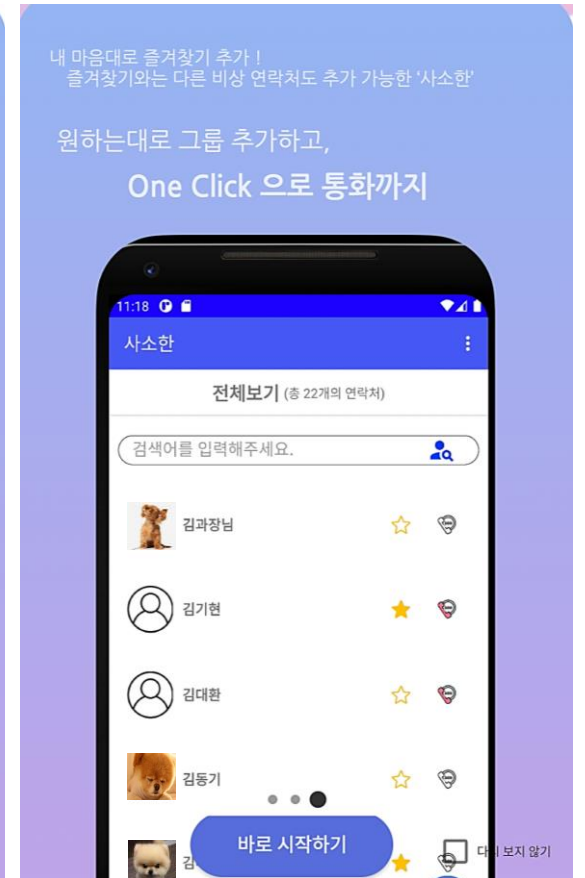 내 마음대로 즐겨찾기 추가 !
즐겨찾기와는 다른 비상 연락처도 추가 가능한 ‘사소한’
원하는대로 그룹 추가하고,
One Click 으로 통화까지
11:18
사소한
전체보기 (총 22개의 연락처)
검색어를 입력해주세요.
김과장님
김기현
김대환
김동기
바로 시작하기
보지 않기